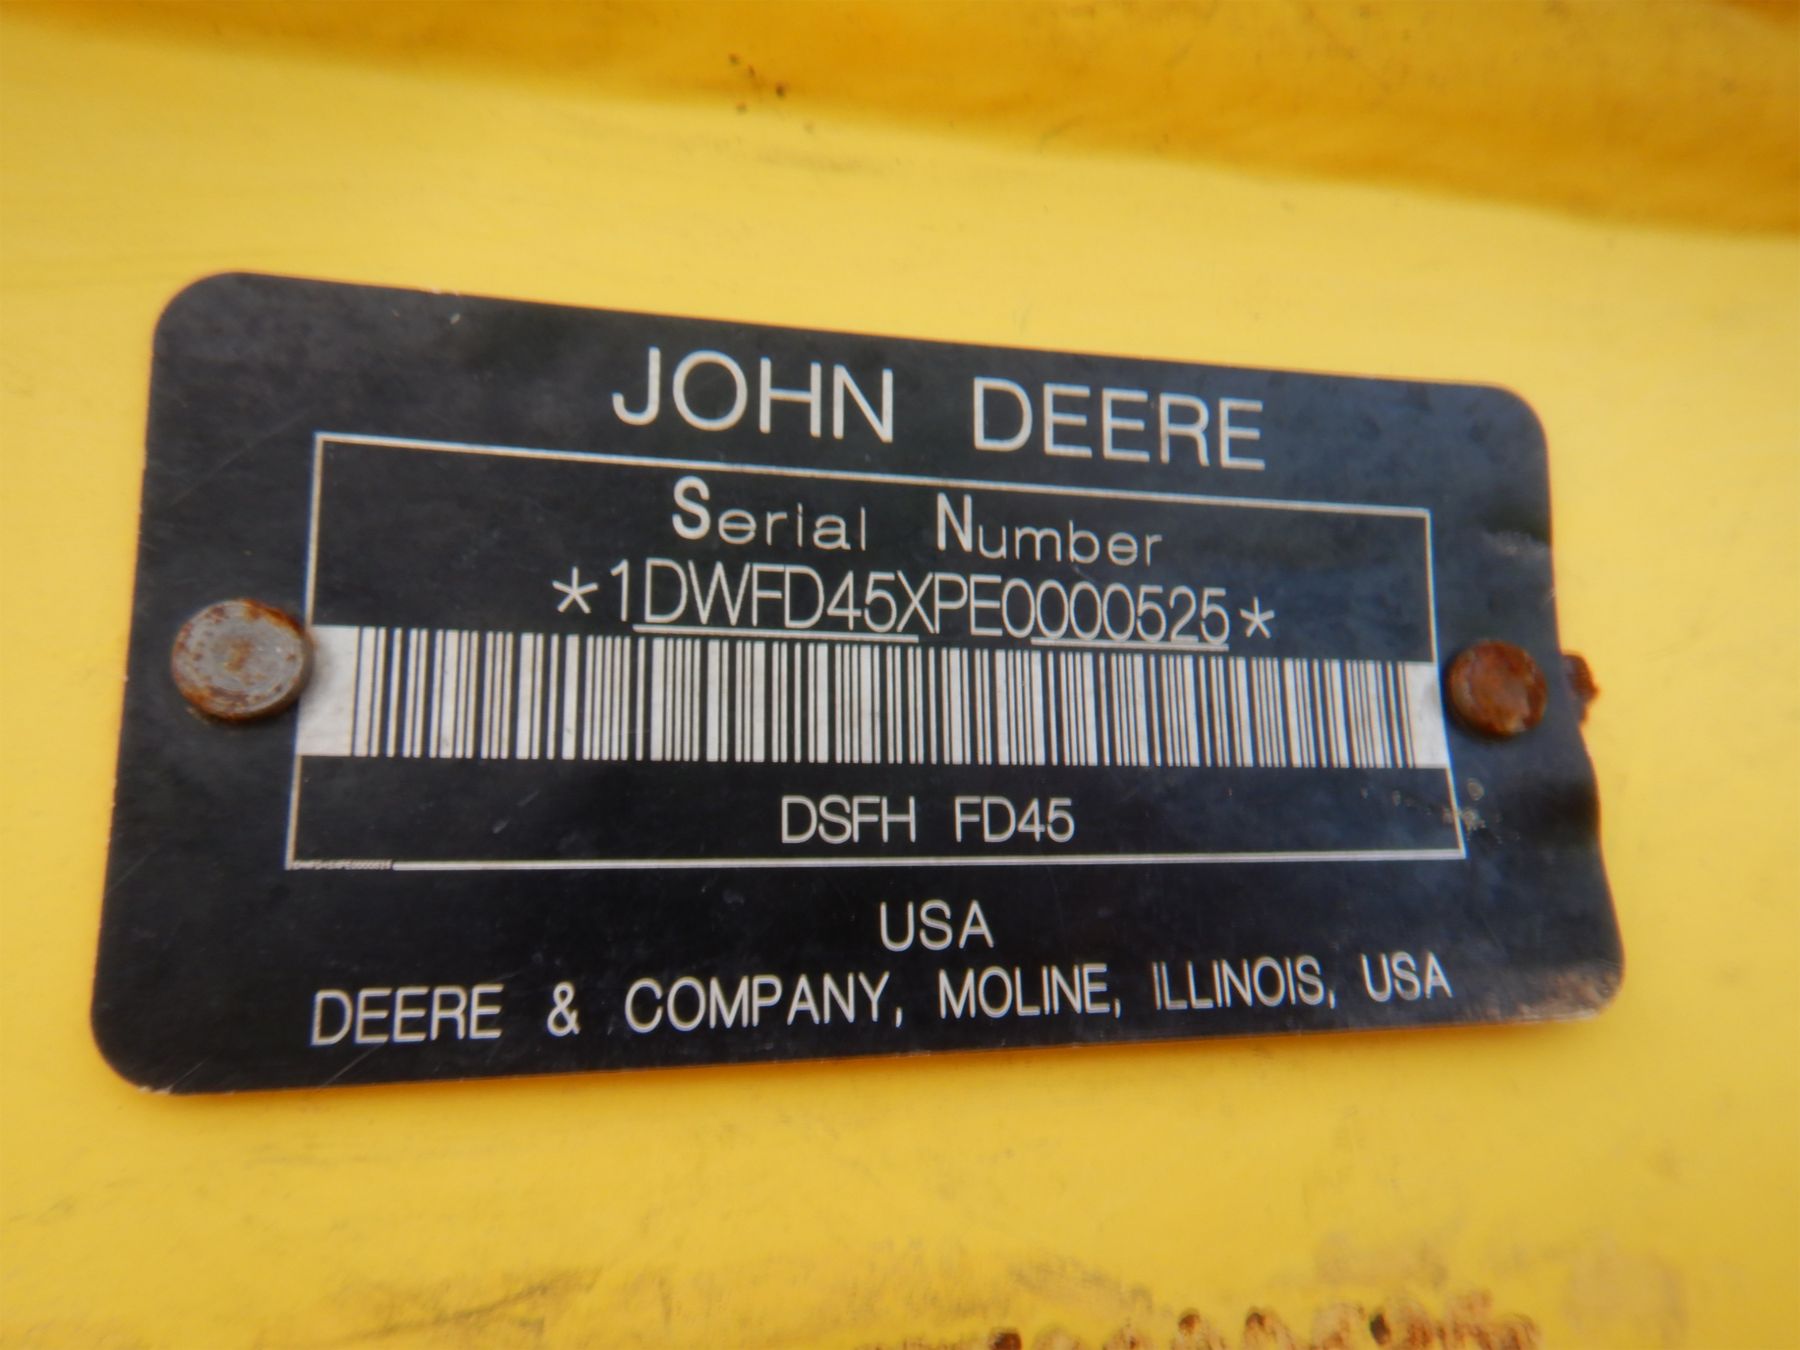 JOHN DEERE
Serial Number
*1DWFD45XPE0000525*
DSFH FD45
USA
DEERE & COMPANY, MOLINE, ILLINOIS, USA